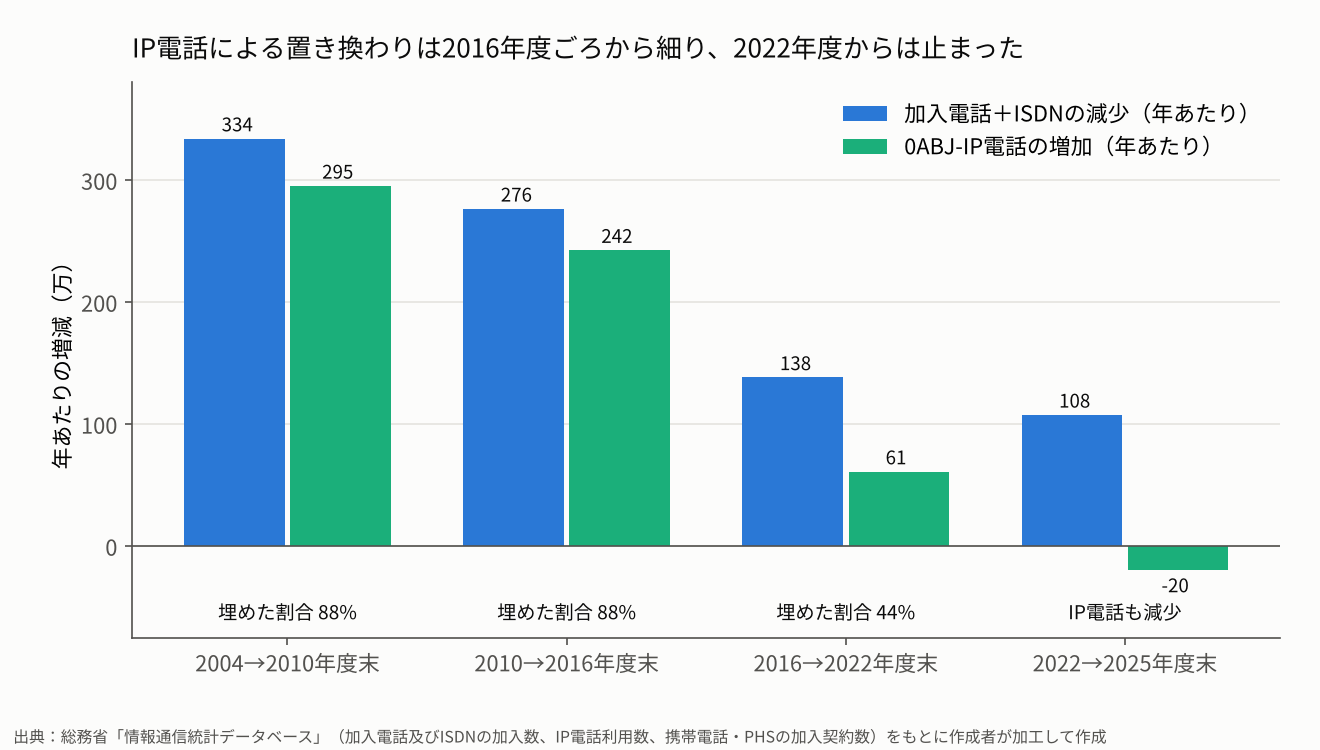 IP電話による置き換わりは2016年度ごろから細り、2022年度からは止まった
加入電話＋ISDNの減少（年あたり）
0ABJ-IP電話の増加（年あたり）
年あたりの増減（万）
300
200
100
0
334
295
276
242
138
61
108
-20
埋めた割合 88%
埋めた割合 88%
埋めた割合 44%
IP電話も減少
2004→2010年度末
2010→2016年度末
2016→2022年度末
2022→2025年度末
出典：総務省「情報通信統計データベース」（加入電話及びISDNの加入数、IP電話利用数、携帯電話・PHSの加入契約数）をもとに作成者が加工して作成